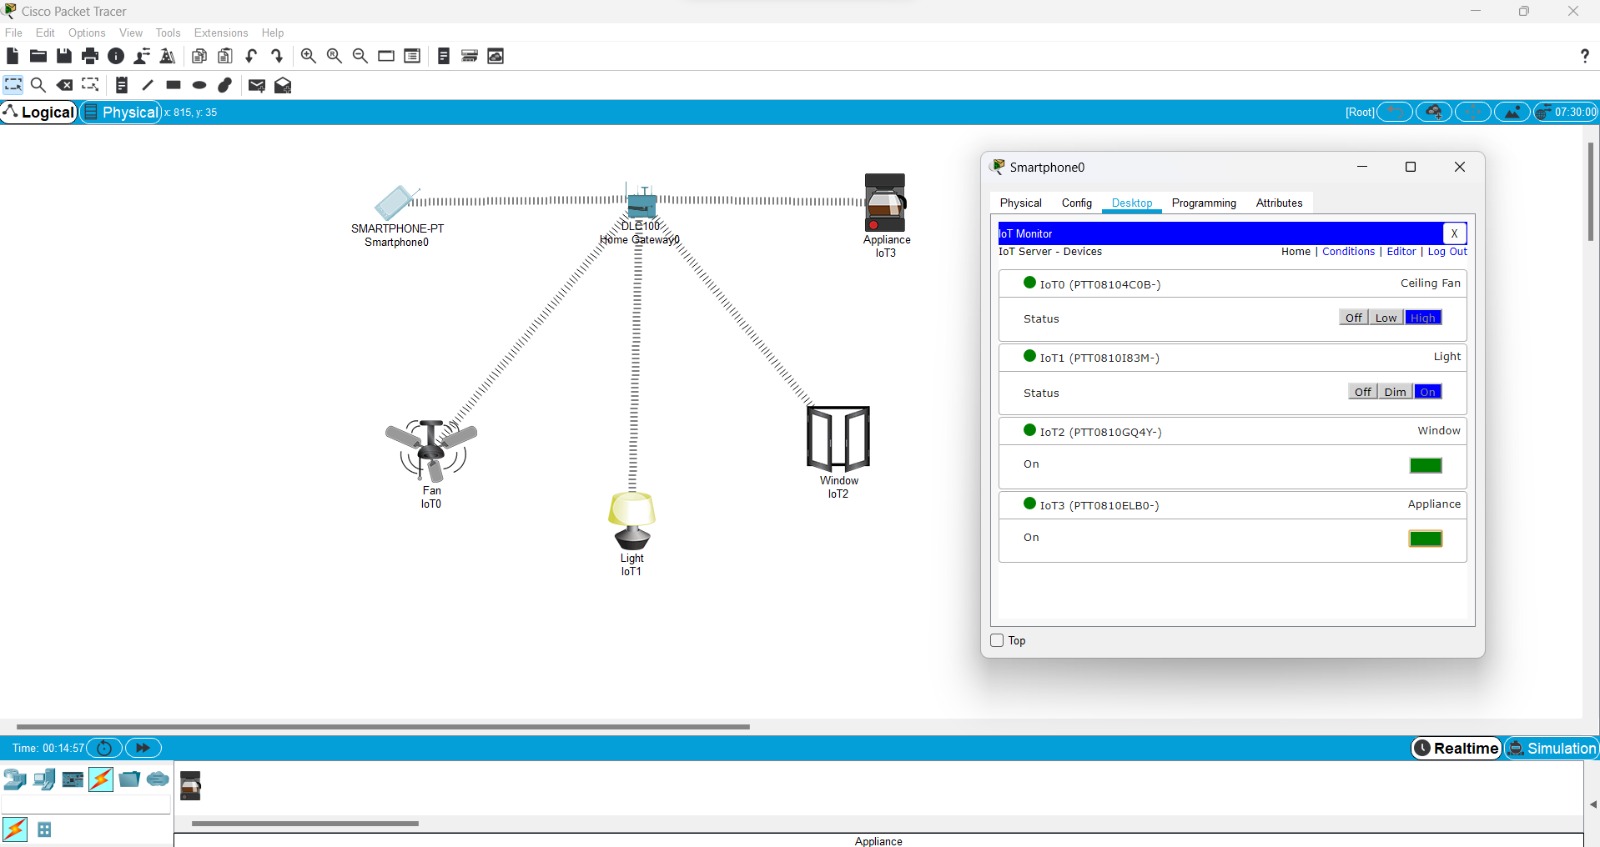 Cisco Packet Tracer
File Edit Options View Tools Extensions Help
?
Logical Physical x: 815, y: 35 [Root] 07:30:00
SMARTPHONE-PT
Smartphone0
DLC100
Home Gateway0
Appliance
IoT3
Fan
IoT0
Light
IoT1
Window
IoT2
Smartphone0
Physical Config Desktop Programming Attributes
IoT Monitor X
IoT Server - Devices Home | Conditions | Editor | Log Out
IoT0 (PTT08104C0B-) Ceiling Fan
Status Off Low High
IoT1 (PTT0810I83M-) Light
Status Off Dim On
IoT2 (PTT0810GQ4Y-) Window
On
IoT3 (PTT0810ELB0-) Appliance
On
Top
Time: 00:14:57 Realtime Simulation
Appliance